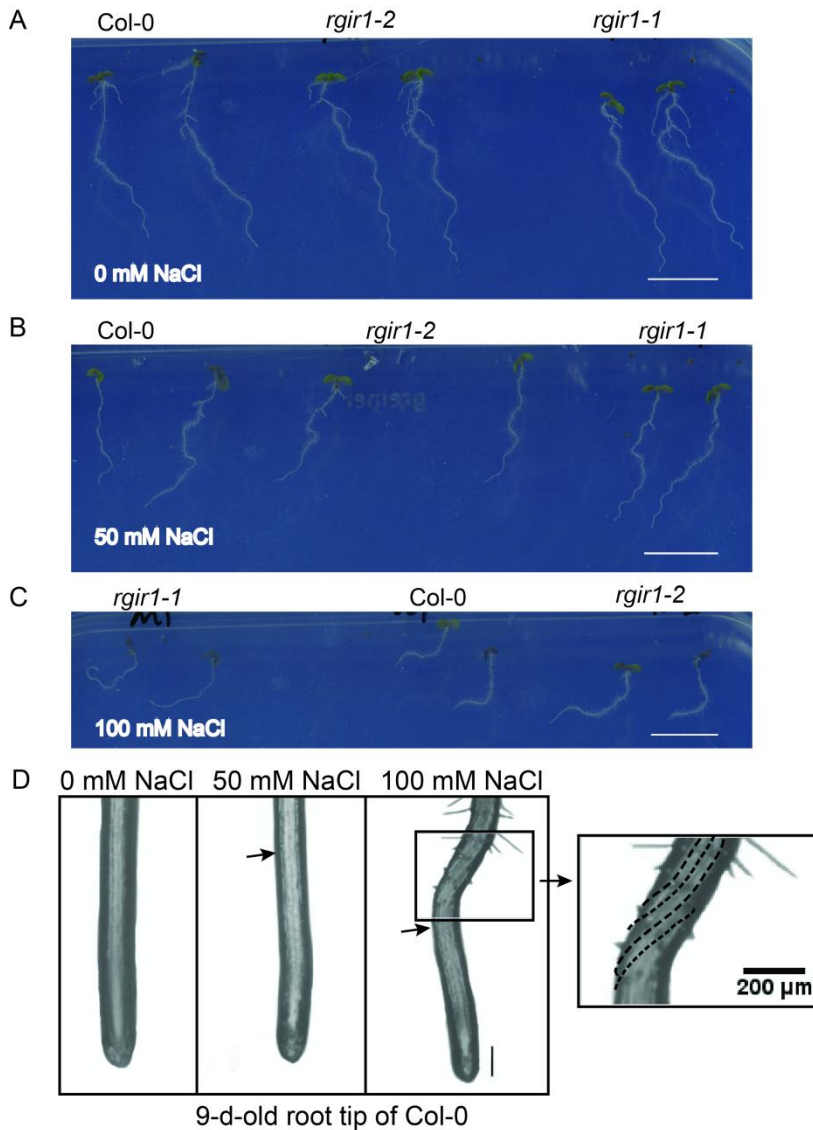 A
Col-0 rgir1-2 rgir1-1
0 mM NaCl
B
Col-0 rgir1-2 rgir1-1
50 mM NaCl
C
rgir1-1 Col-0 rgir1-2
100 mM NaCl
D
0 mM NaCl 50 mM NaCl 100 mM NaCl
200 µm
9-d-old root tip of Col-0